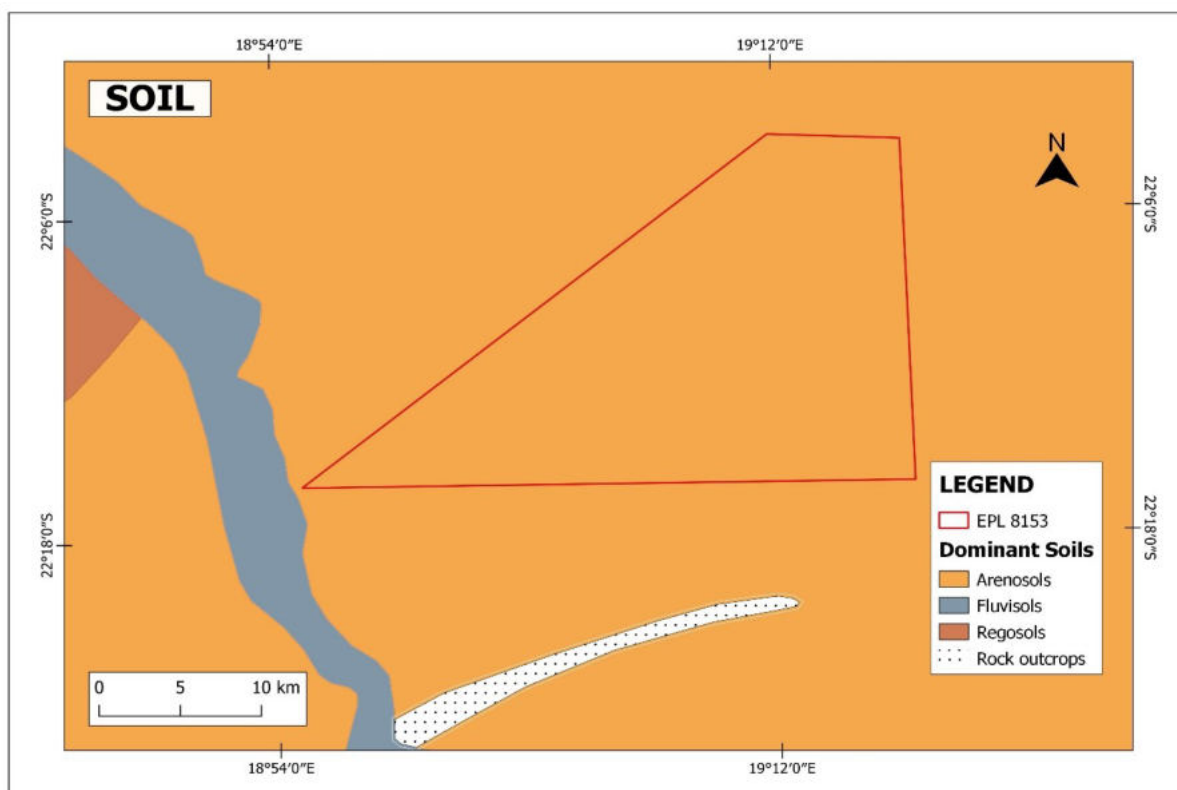 18°54′0″E 19°12′0″E
SOIL
N
22°6′0″S 22°6′0″S
LEGEND
EPL 8153
Dominant Soils
Arenosols
Fluvisols
Regosols
Rock outcrops
22°18′0″S 22°18′0″S
0 5 10 km
18°54′0″E 19°12′0″E